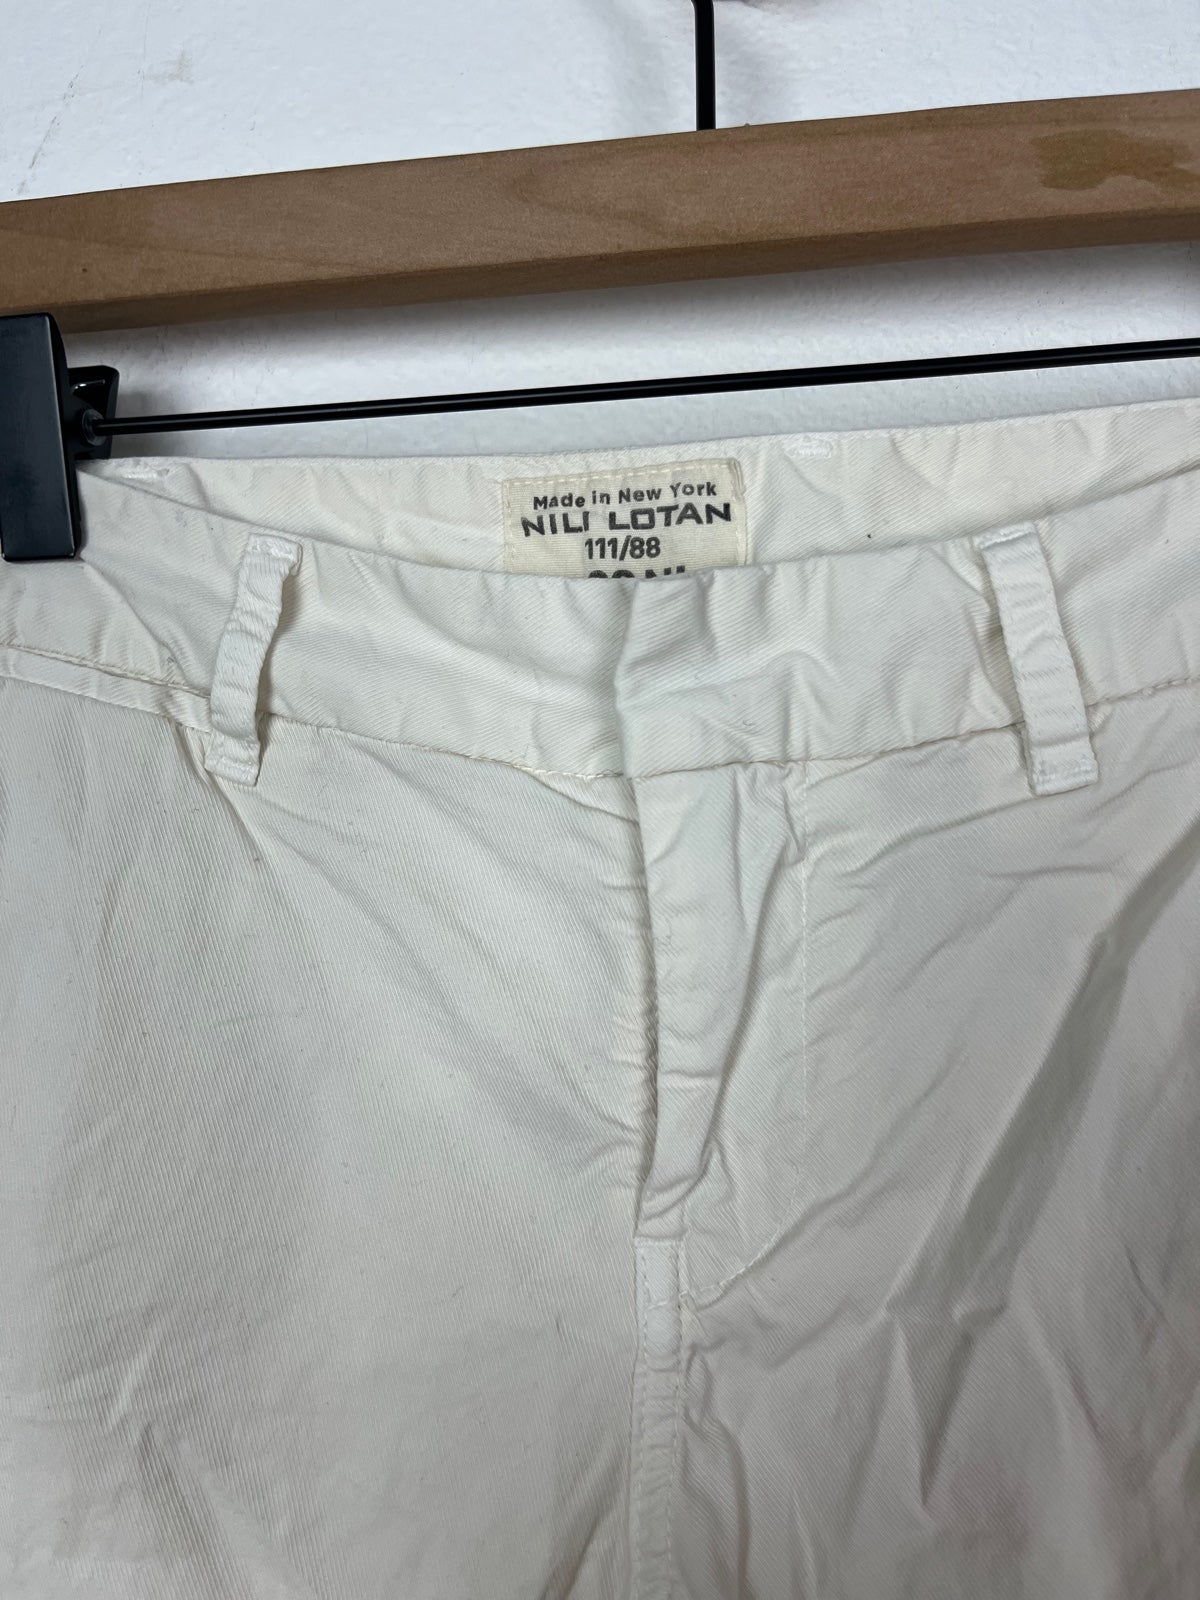 Made in New York
NILI LOTAN
111/88